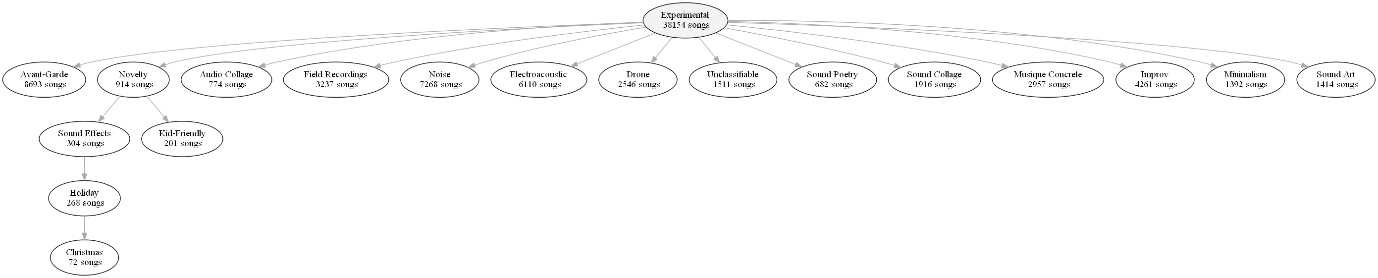 Experimental
38154 songs
Avant-Garde
8693 songs
Novelty
914 songs
Audio Collage
774 songs
Field Recordings
3237 songs
Noise
7268 songs
Electroacoustic
6110 songs
Drone
2546 songs
Unclassifiable
1511 songs
Sound Poetry
682 songs
Sound Collage
1916 songs
Musique Concrete
2957 songs
Improv
4261 songs
Minimalism
1392 songs
Sound Art
1414 songs
Sound Effects
304 songs
Kid-Friendly
201 songs
Holiday
268 songs
Christmas
72 songs